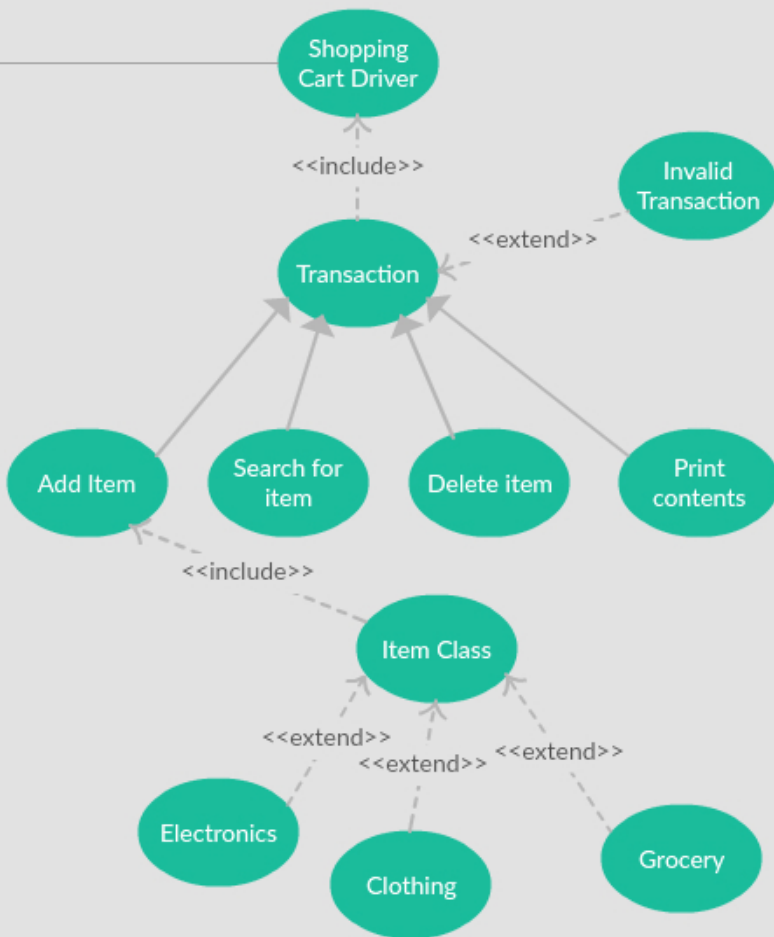 Shopping
Cart Driver
<<include>>
Invalid
Transaction
<<extend>>
Transaction
Add Item
Search for
item
Delete item
Print
contents
<<include>>
Item Class
<<extend>>
<<extend>>
<<extend>>
Electronics
Clothing
Grocery